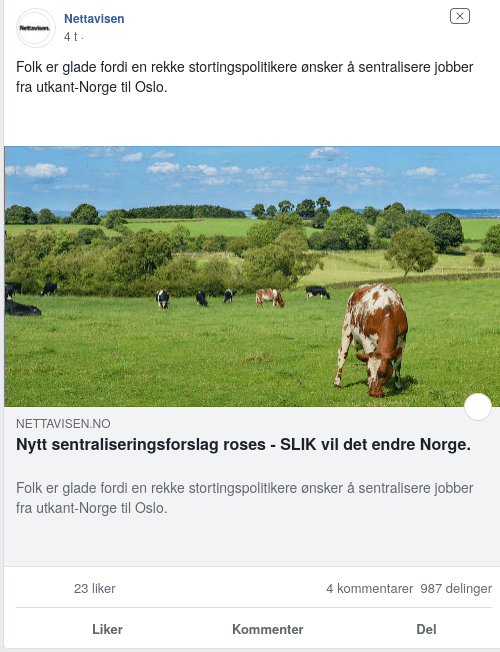 Nettavisen.
Nettavisen
4 t ·
Folk er glade fordi en rekke stortingspolitikere ønsker å sentralisere jobber
fra utkant-Norge til Oslo.
NETTAVISEN.NO
Nytt sentraliseringsforslag roses - SLIK vil det endre Norge.
Folk er glade fordi en rekke stortingspolitikere ønsker å sentralisere jobber
fra utkant-Norge til Oslo.
23 liker
4 kommentarer 987 delinger
Liker Kommenter Del